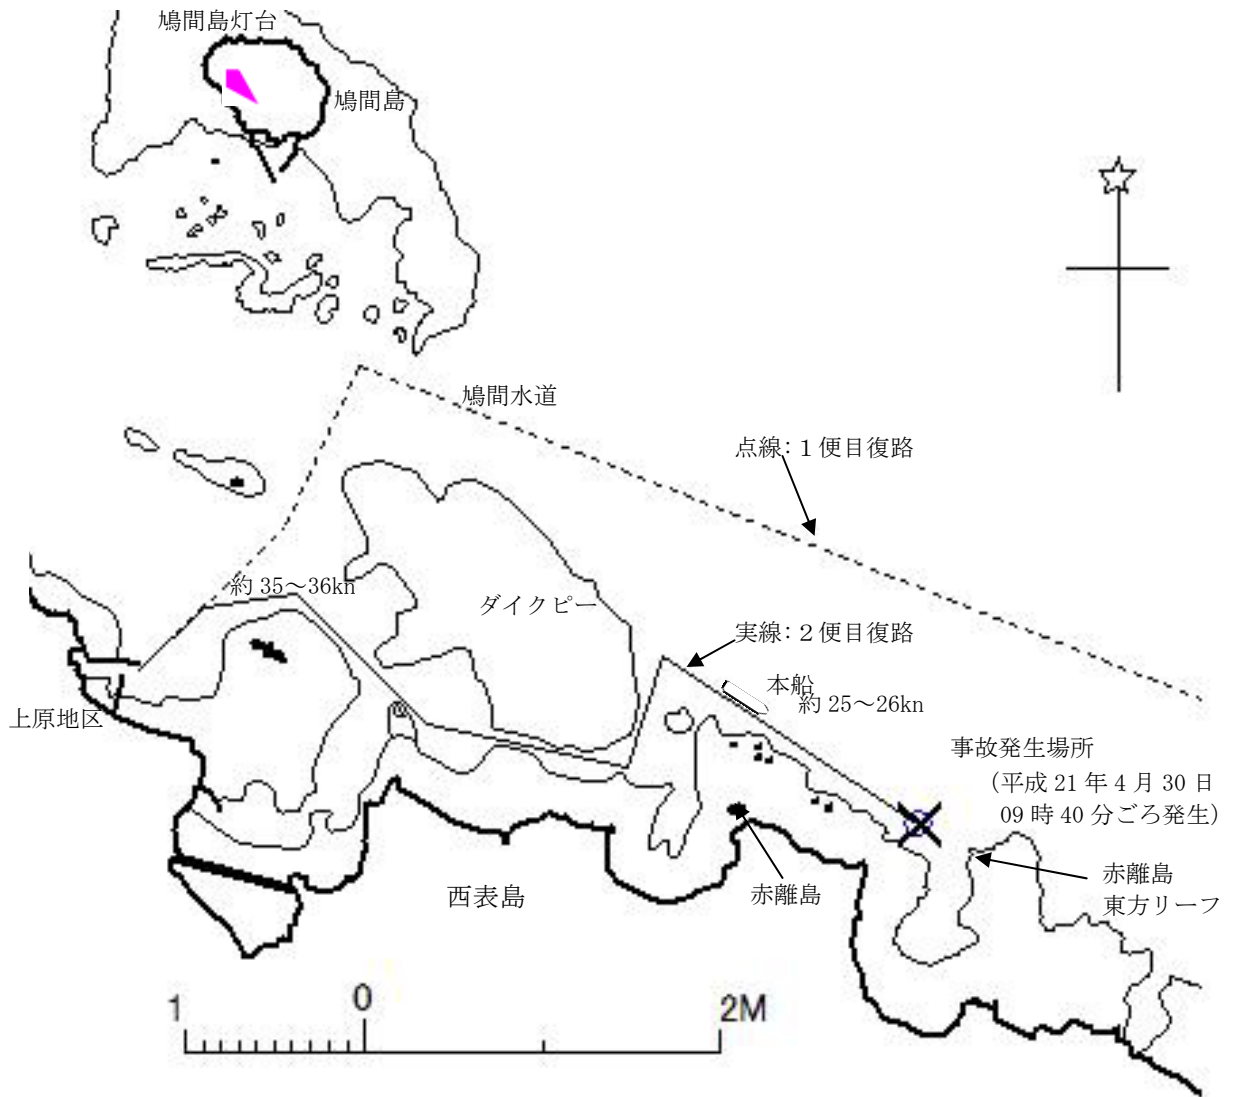 鳩間島灯台
鳩間島
鳩間水道
点線：１便目復路
約 35～36kn
ダイクピー
実線：２便目復路
本船
約 25～26kn
上原地区
事故発生場所
（平成 21 年 4 月 30 日
09 時 40 分ごろ発生）
赤離島
東方リーフ
西表島
赤離島
1
0
2M